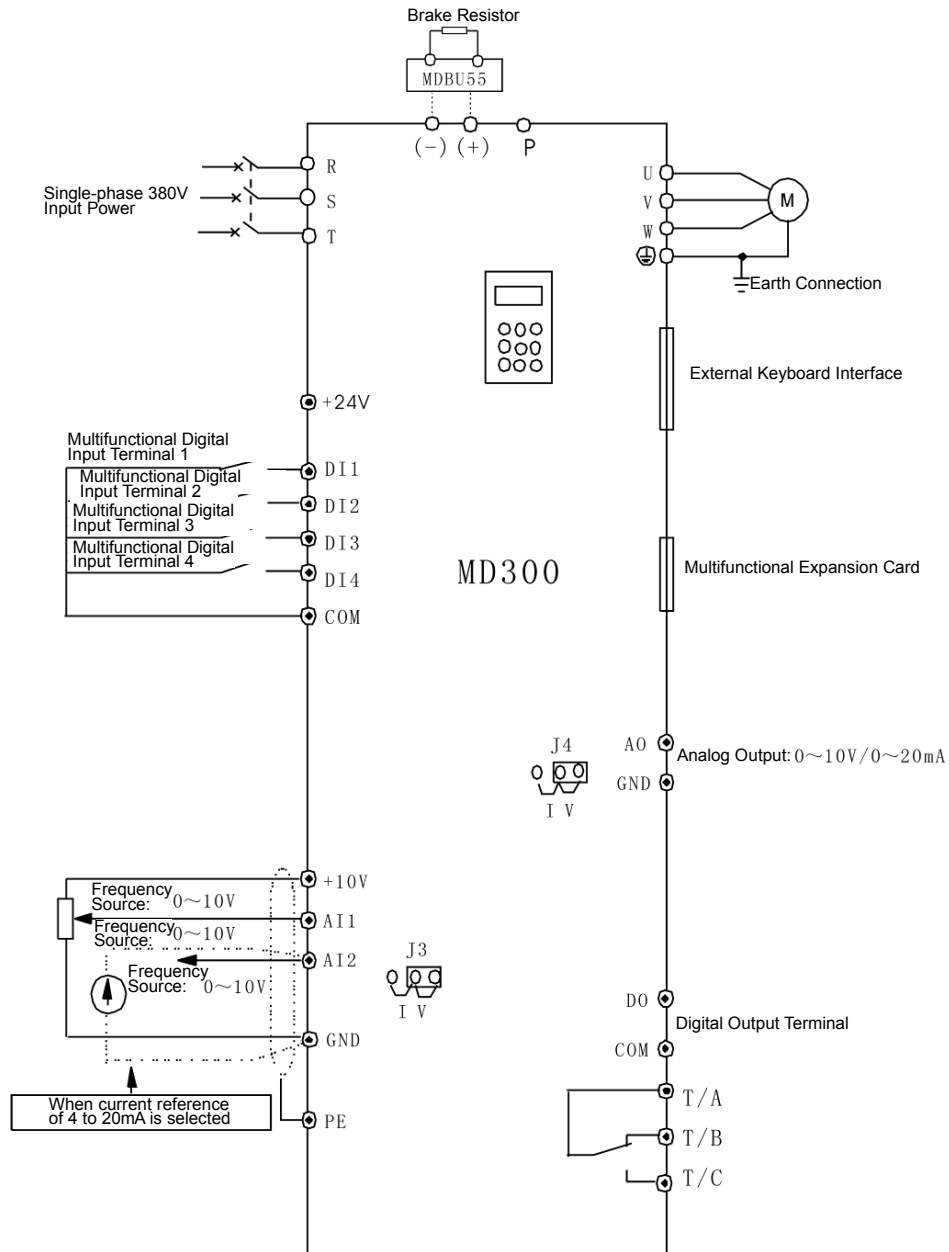 Brake Resistor
MDBU55
(-) (+) P
R
Single-phase 380V
Input Power
S
T
U
V
W
M
Earth Connection
External Keyboard Interface
+24V
Multifunctional Digital
Input Terminal 1
DI1
Multifunctional Digital
Input Terminal 2
DI2
Multifunctional Digital
Input Terminal 3
DI3
Multifunctional Digital
Input Terminal 4
DI4
COM
MD300
Multifunctional Expansion Card
J4
I V
AO
Analog Output: 0~10V/0~20mA
GND
+10V
Frequency
Source: 0~10V
AI1
Frequency
Source: 0~10V
AI2
Frequency
Source: 0~10V
J3
I V
GND
When current reference
of 4 to 20mA is selected
PE
DO
Digital Output Terminal
COM
T/A
T/B
T/C